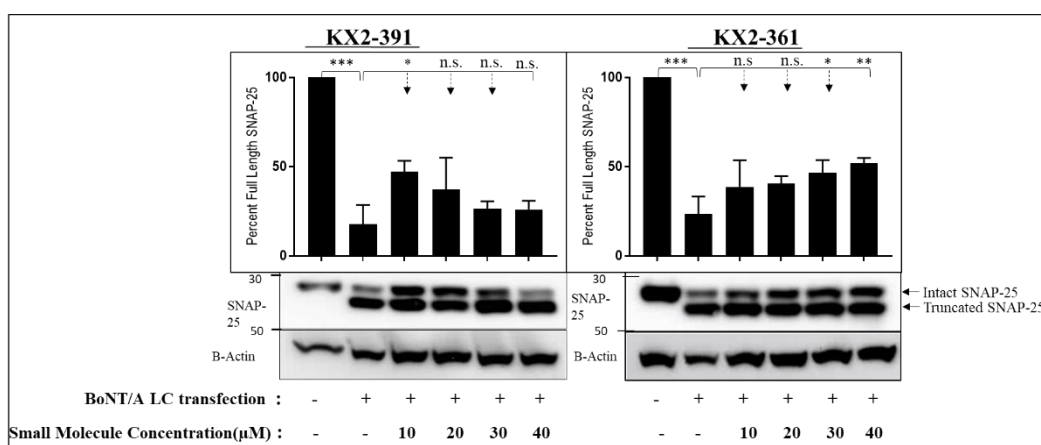 KX2-391
KX2-361
*** * n.s. n.s. n.s.
*** n.s n.s. * **
Percent Full Length SNAP-25
100
50
0
Percent Full Length SNAP-25
100
50
0
30
SNAP-
25
50
B-Actin
30
SNAP-
25
50
B-Actin
Intact SNAP-25
Truncated SNAP-25
BoNT/A LC transfection : - + + + + + - + + + + +
Small Molecule Concentration(μM) : - - 10 20 30 40 - - 10 20 30 40